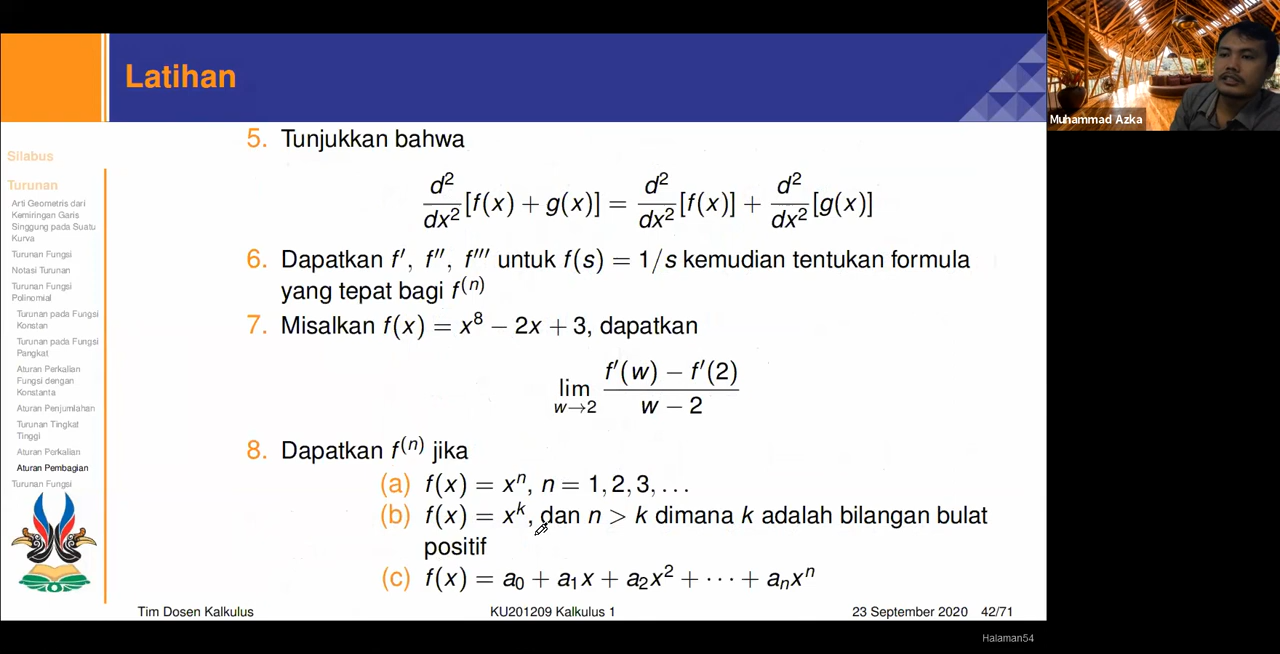 Latihan
Muhammad Azka
Silabus
Turunan
Arti Geometris dari
Kemiringan Garis
Singgung pada Suatu
Kurva
Turunan Fungsi
Notasi Turunan
Turunan Fungsi
Polinomial
Turunan pada Fungsi
Konstan
Turunan pada Fungsi
Pangkat
Aturan Perkalian
Fungsi dengan
Konstanta
Aturan Penjumlahan
Turunan Tingkat
Tinggi
Aturan Perkalian
Aturan Pembagian
Turunan Fungsi
5. Tunjukkan bahwa
d²/dx² [f(x) + g(x)] = d²/dx² [f(x)] + d²/dx² [g(x)]
6. Dapatkan f′, f″, f‴ untuk f(s) = 1/s kemudian tentukan formula
yang tepat bagi f⁽ⁿ⁾
7. Misalkan f(x) = x⁸ − 2x + 3, dapatkan
lim w→2 (f′(w) − f′(2))/(w − 2)
8. Dapatkan f⁽ⁿ⁾ jika
(a) f(x) = xⁿ, n = 1, 2, 3, . . .
(b) f(x) = xᵏ, dan n > k dimana k adalah bilangan bulat
positif
(c) f(x) = a₀ + a₁x + a₂x² + · · · + aₙxⁿ
Tim Dosen Kalkulus KU201209 Kalkulus 1 23 September 2020 42/71
Halaman54